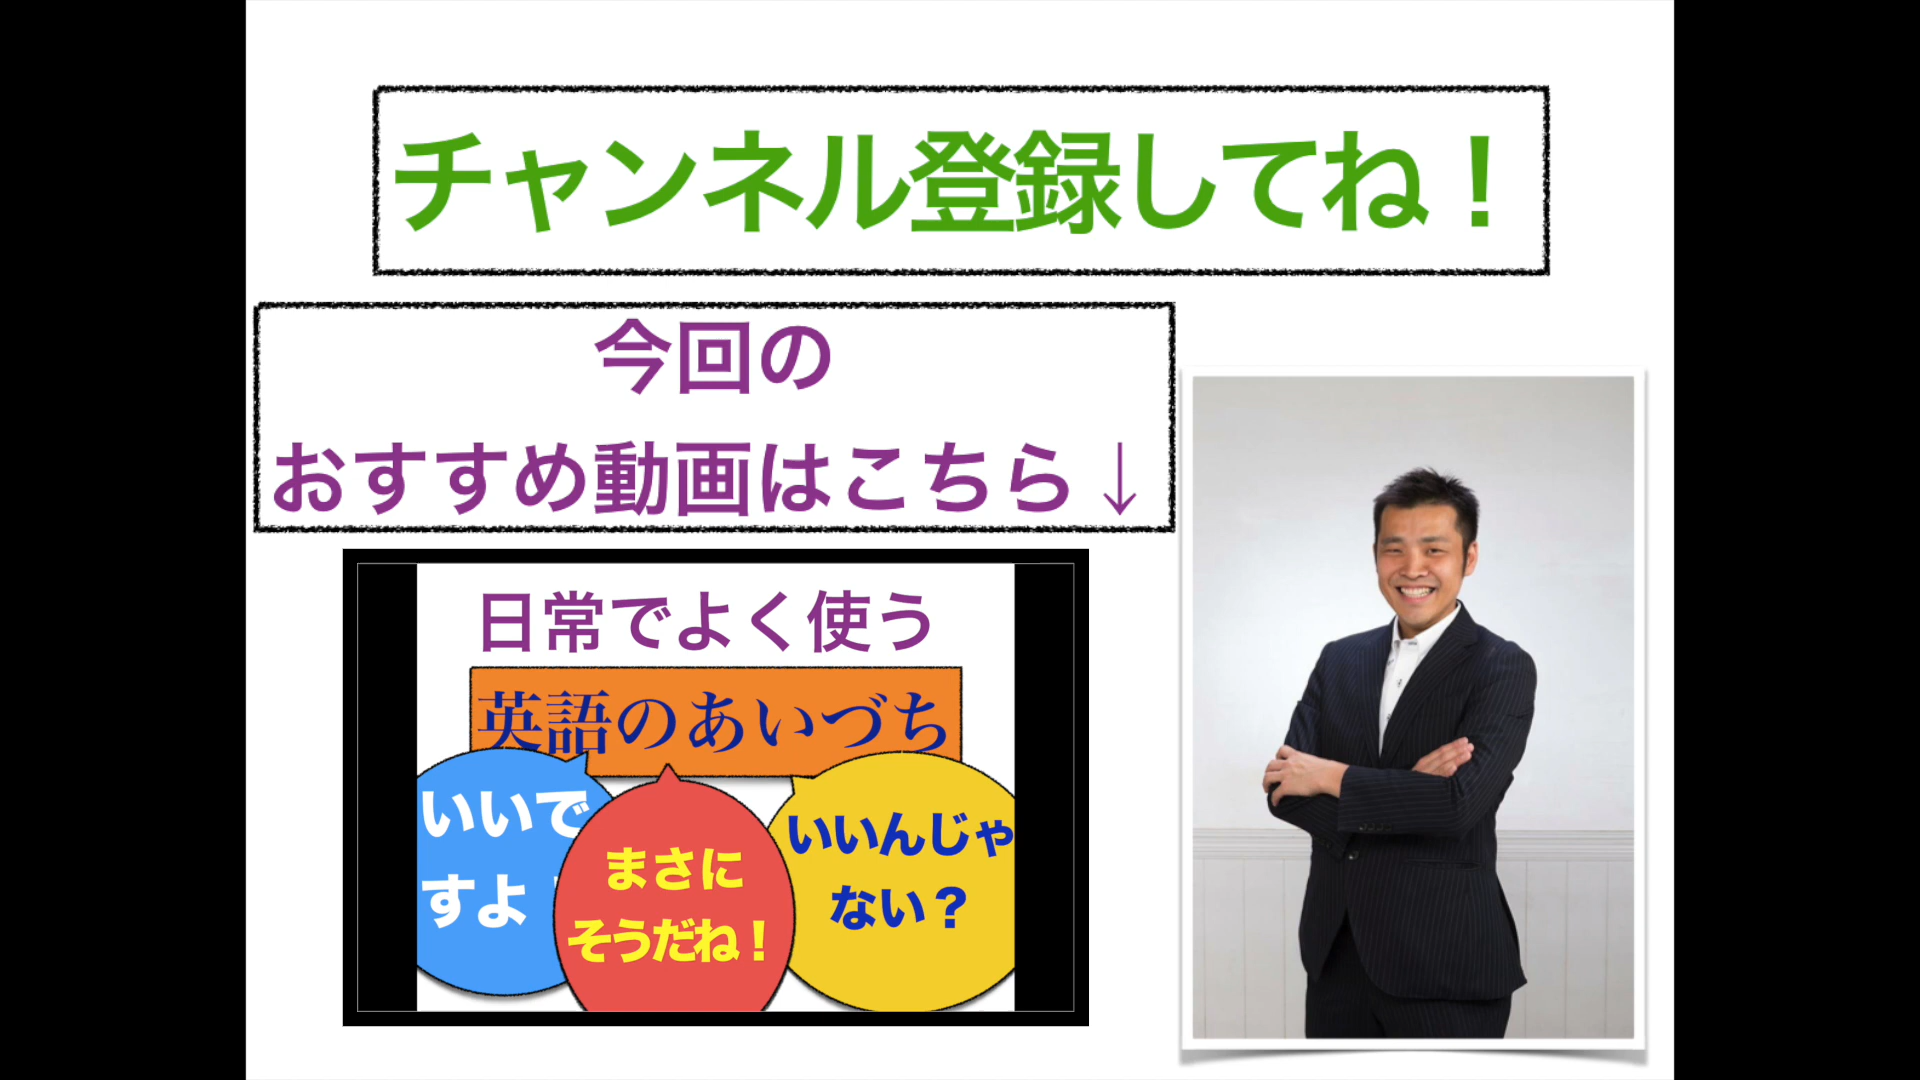 チャンネル登録してね！
今回の
おすすめ動画はこちら↓
日常でよく使う
英語のあいづち
いいで
すよ
まさに
そうだね！
いいんじゃ
ない？